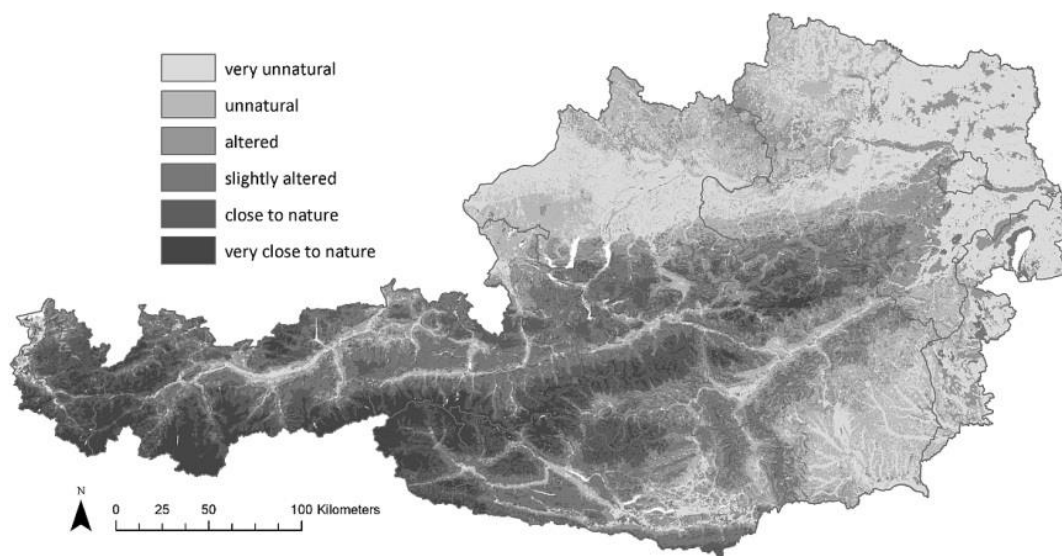 very unnatural
unnatural
altered
slightly altered
close to nature
very close to nature
N
0 25 50 100 Kilometers